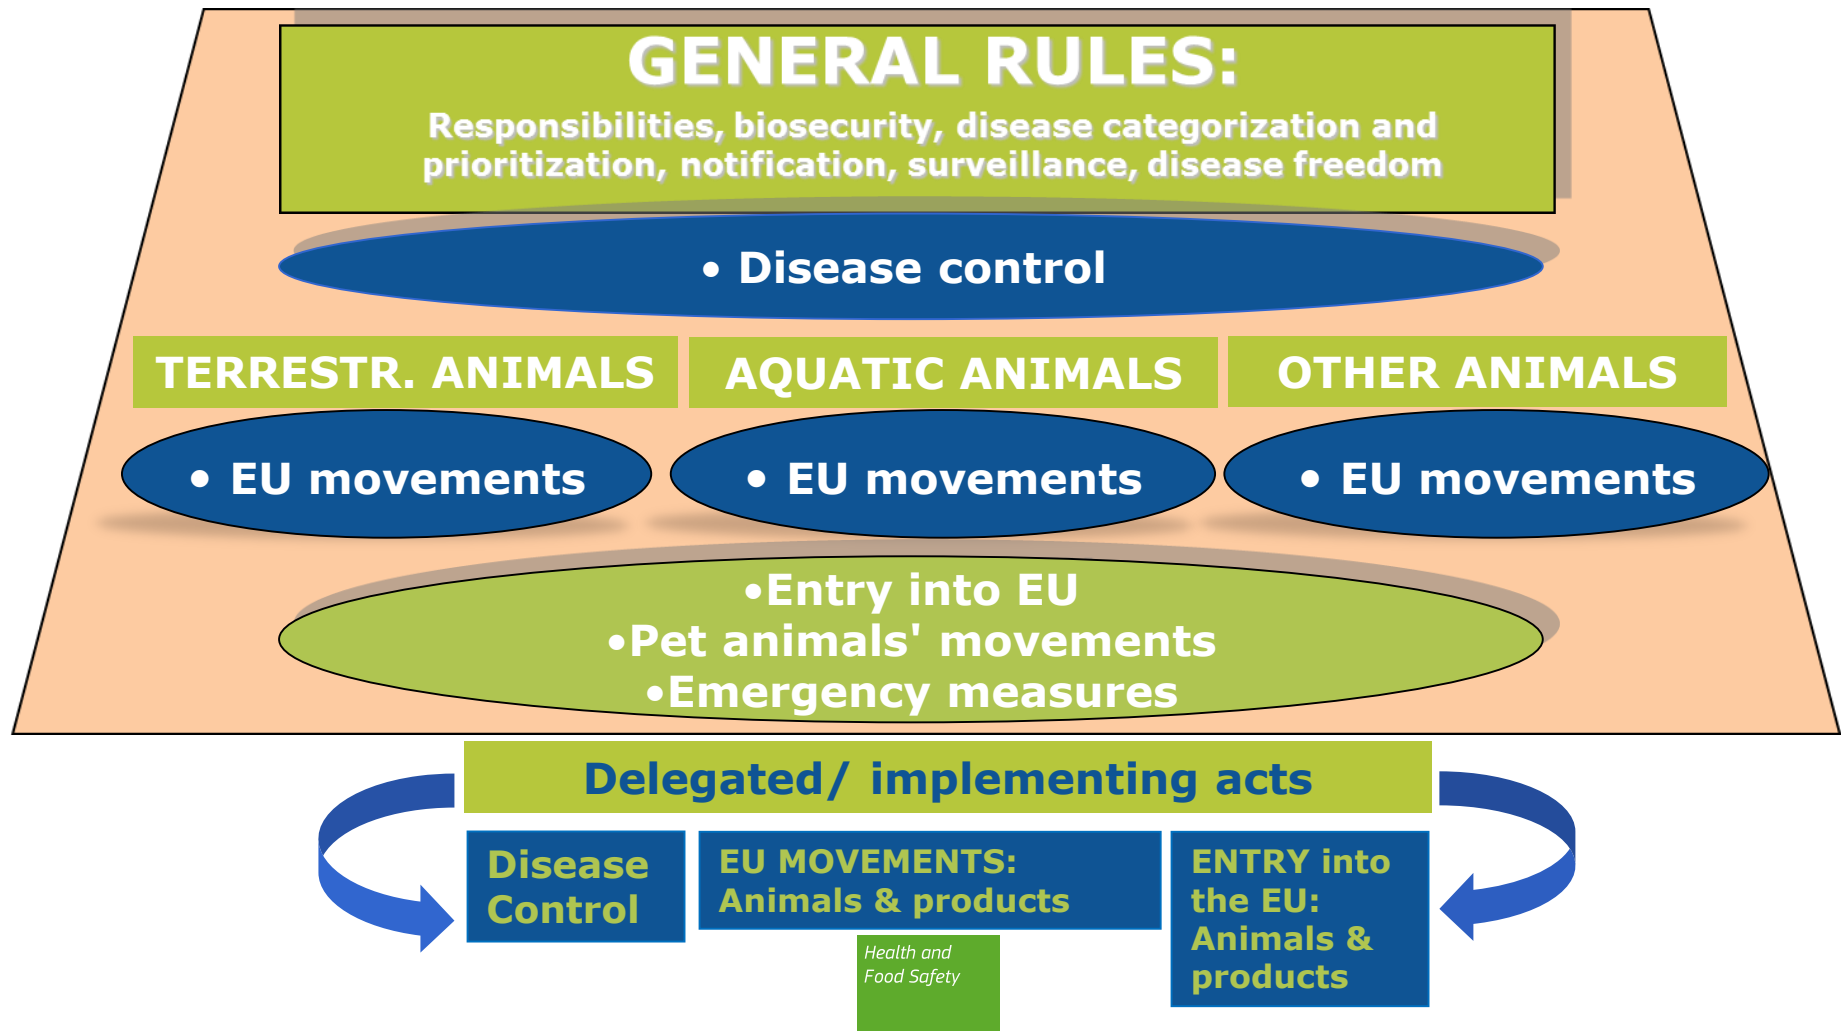 GENERAL RULES:
Responsibilities, biosecurity, disease categorization and
prioritization, notification, surveillance, disease freedom
• Disease control
TERRESTR. ANIMALS
AQUATIC ANIMALS
OTHER ANIMALS
• EU movements
• EU movements
• EU movements
•Entry into EU
•Pet animals' movements
•Emergency measures
Delegated/ implementing acts
Disease
Control
EU MOVEMENTS:
Animals & products
ENTRY into
the EU:
Animals &
products
Health and
Food Safety